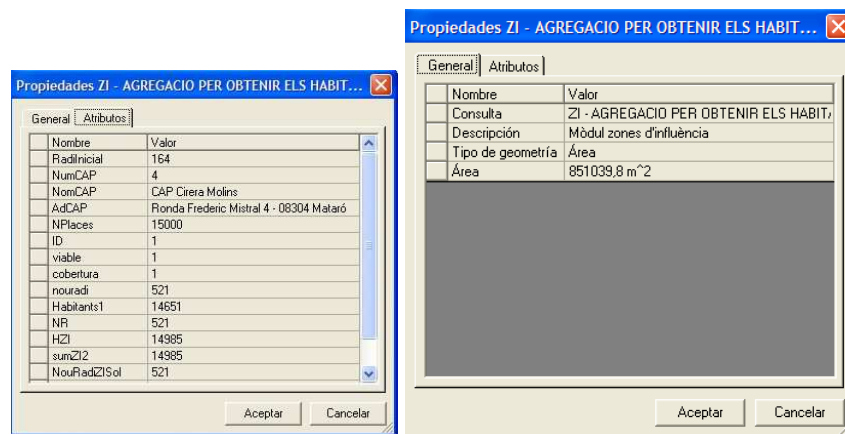 Propiedades ZI - AGREGACIO PER OBTENIR ELS HABIT...
General Atributos
Nombre Valor
RadiInicial 164
NumCAP 4
NomCAP CAP Cirera Molins
AdCAP Ronda Frederic Mistral 4 - 08304 Mataró
NPlaces 15000
ID 1
viable 1
cobertura 1
nouradi 521
Habitants1 14651
NR 521
HZI 14985
sumZI2 14985
NouRadiZISol 521
Aceptar Cancelar
Propiedades ZI - AGREGACIO PER OBTENIR ELS HABIT...
General Atributos
Nombre Valor
Consulta ZI - AGREGACIO PER OBTENIR ELS HABIT
Descripción Mòdul zones d'influència
Tipo de geometría Área
Área 851039,8 m^2
Aceptar Cancelar